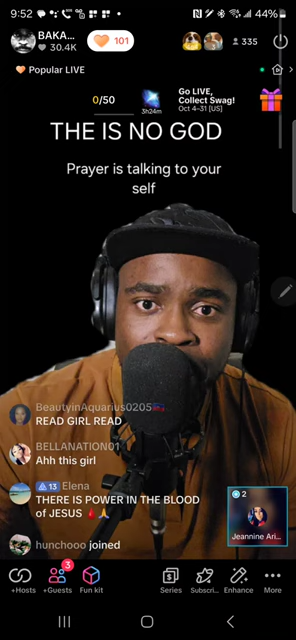 9:52
44%
BAKA...
30.4K
101
335
Popular LIVE
0/50
3h24m
Go LIVE,
Collect Swag!
Oct 4–31 [US]
THE IS NO GOD
Prayer is talking to your
self
BeautyinAquarius0205🇭🇹
READ GIRL READ
BELLANATION01
Ahh this girl
13 Elena
THERE IS POWER IN THE BLOOD
of JESUS🩸🙏
2
Jeannine Ari...
hunchooo joined
3
+Hosts
+Guests
Fun kit
Series
Subscri...
Enhance
More